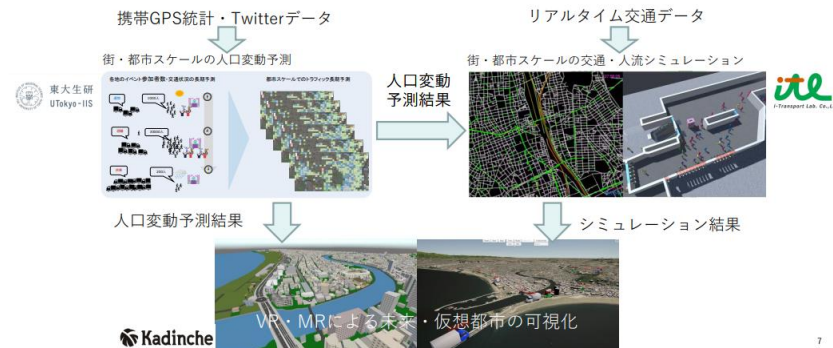 携帯GPS統計・Twitterデータ
リアルタイム交通データ
街・都市スケールの人口変動予測
街・都市スケールの交通・人流シミュレーション
各地のイベント参加者数・交通状況の長期予測
都市スケールでのトラフィック長期予測
東大生研
UTokyo-IIS
人口変動
予測結果
itl
i-Transport Lab. Co.,L
人口変動予測結果
シミュレーション結果
VR・MRによる未来・仮想都市の可視化
Kadinche
7